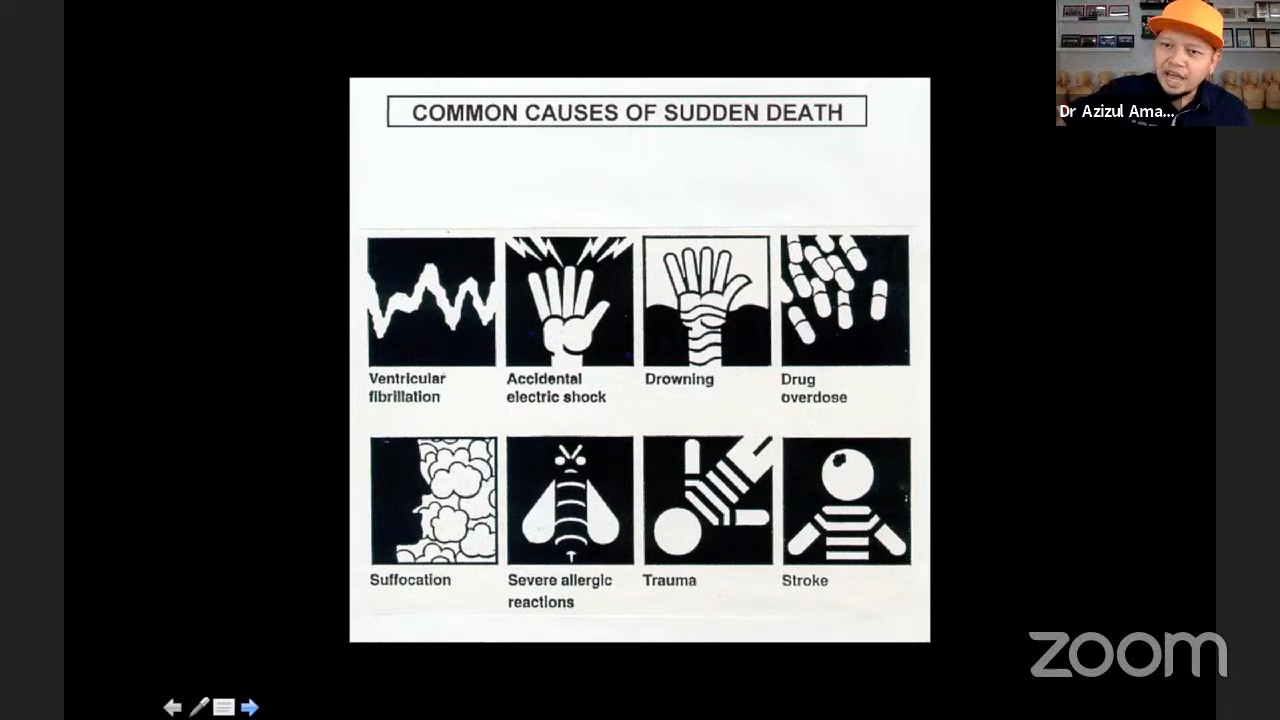 Dr Azizul Ama...
COMMON CAUSES OF SUDDEN DEATH
Ventricular
fibrillation
Accidental
electric shock
Drowning
Drug
overdose
Suffocation
Severe allergic
reactions
Trauma
Stroke
zoom